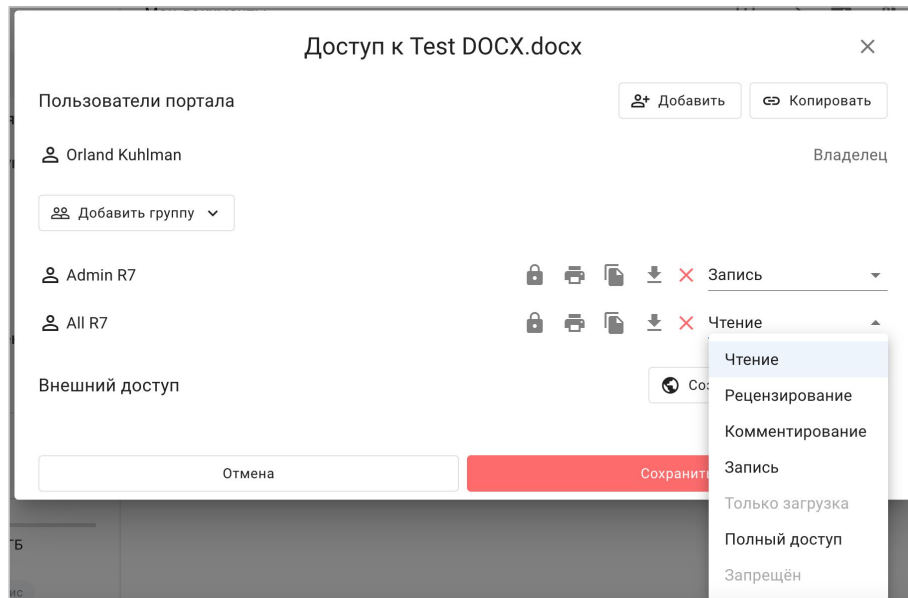 Доступ к Test DOCX.docx
Пользователи портала
Добавить
Копировать
Orland Kuhlman
Владелец
Добавить группу
Admin R7
Запись
All R7
Чтение
Чтение
Внешний доступ
Рецензирование
Комментирование
Отмена
Запись
Только загрузка
Полный доступ
Запрещён